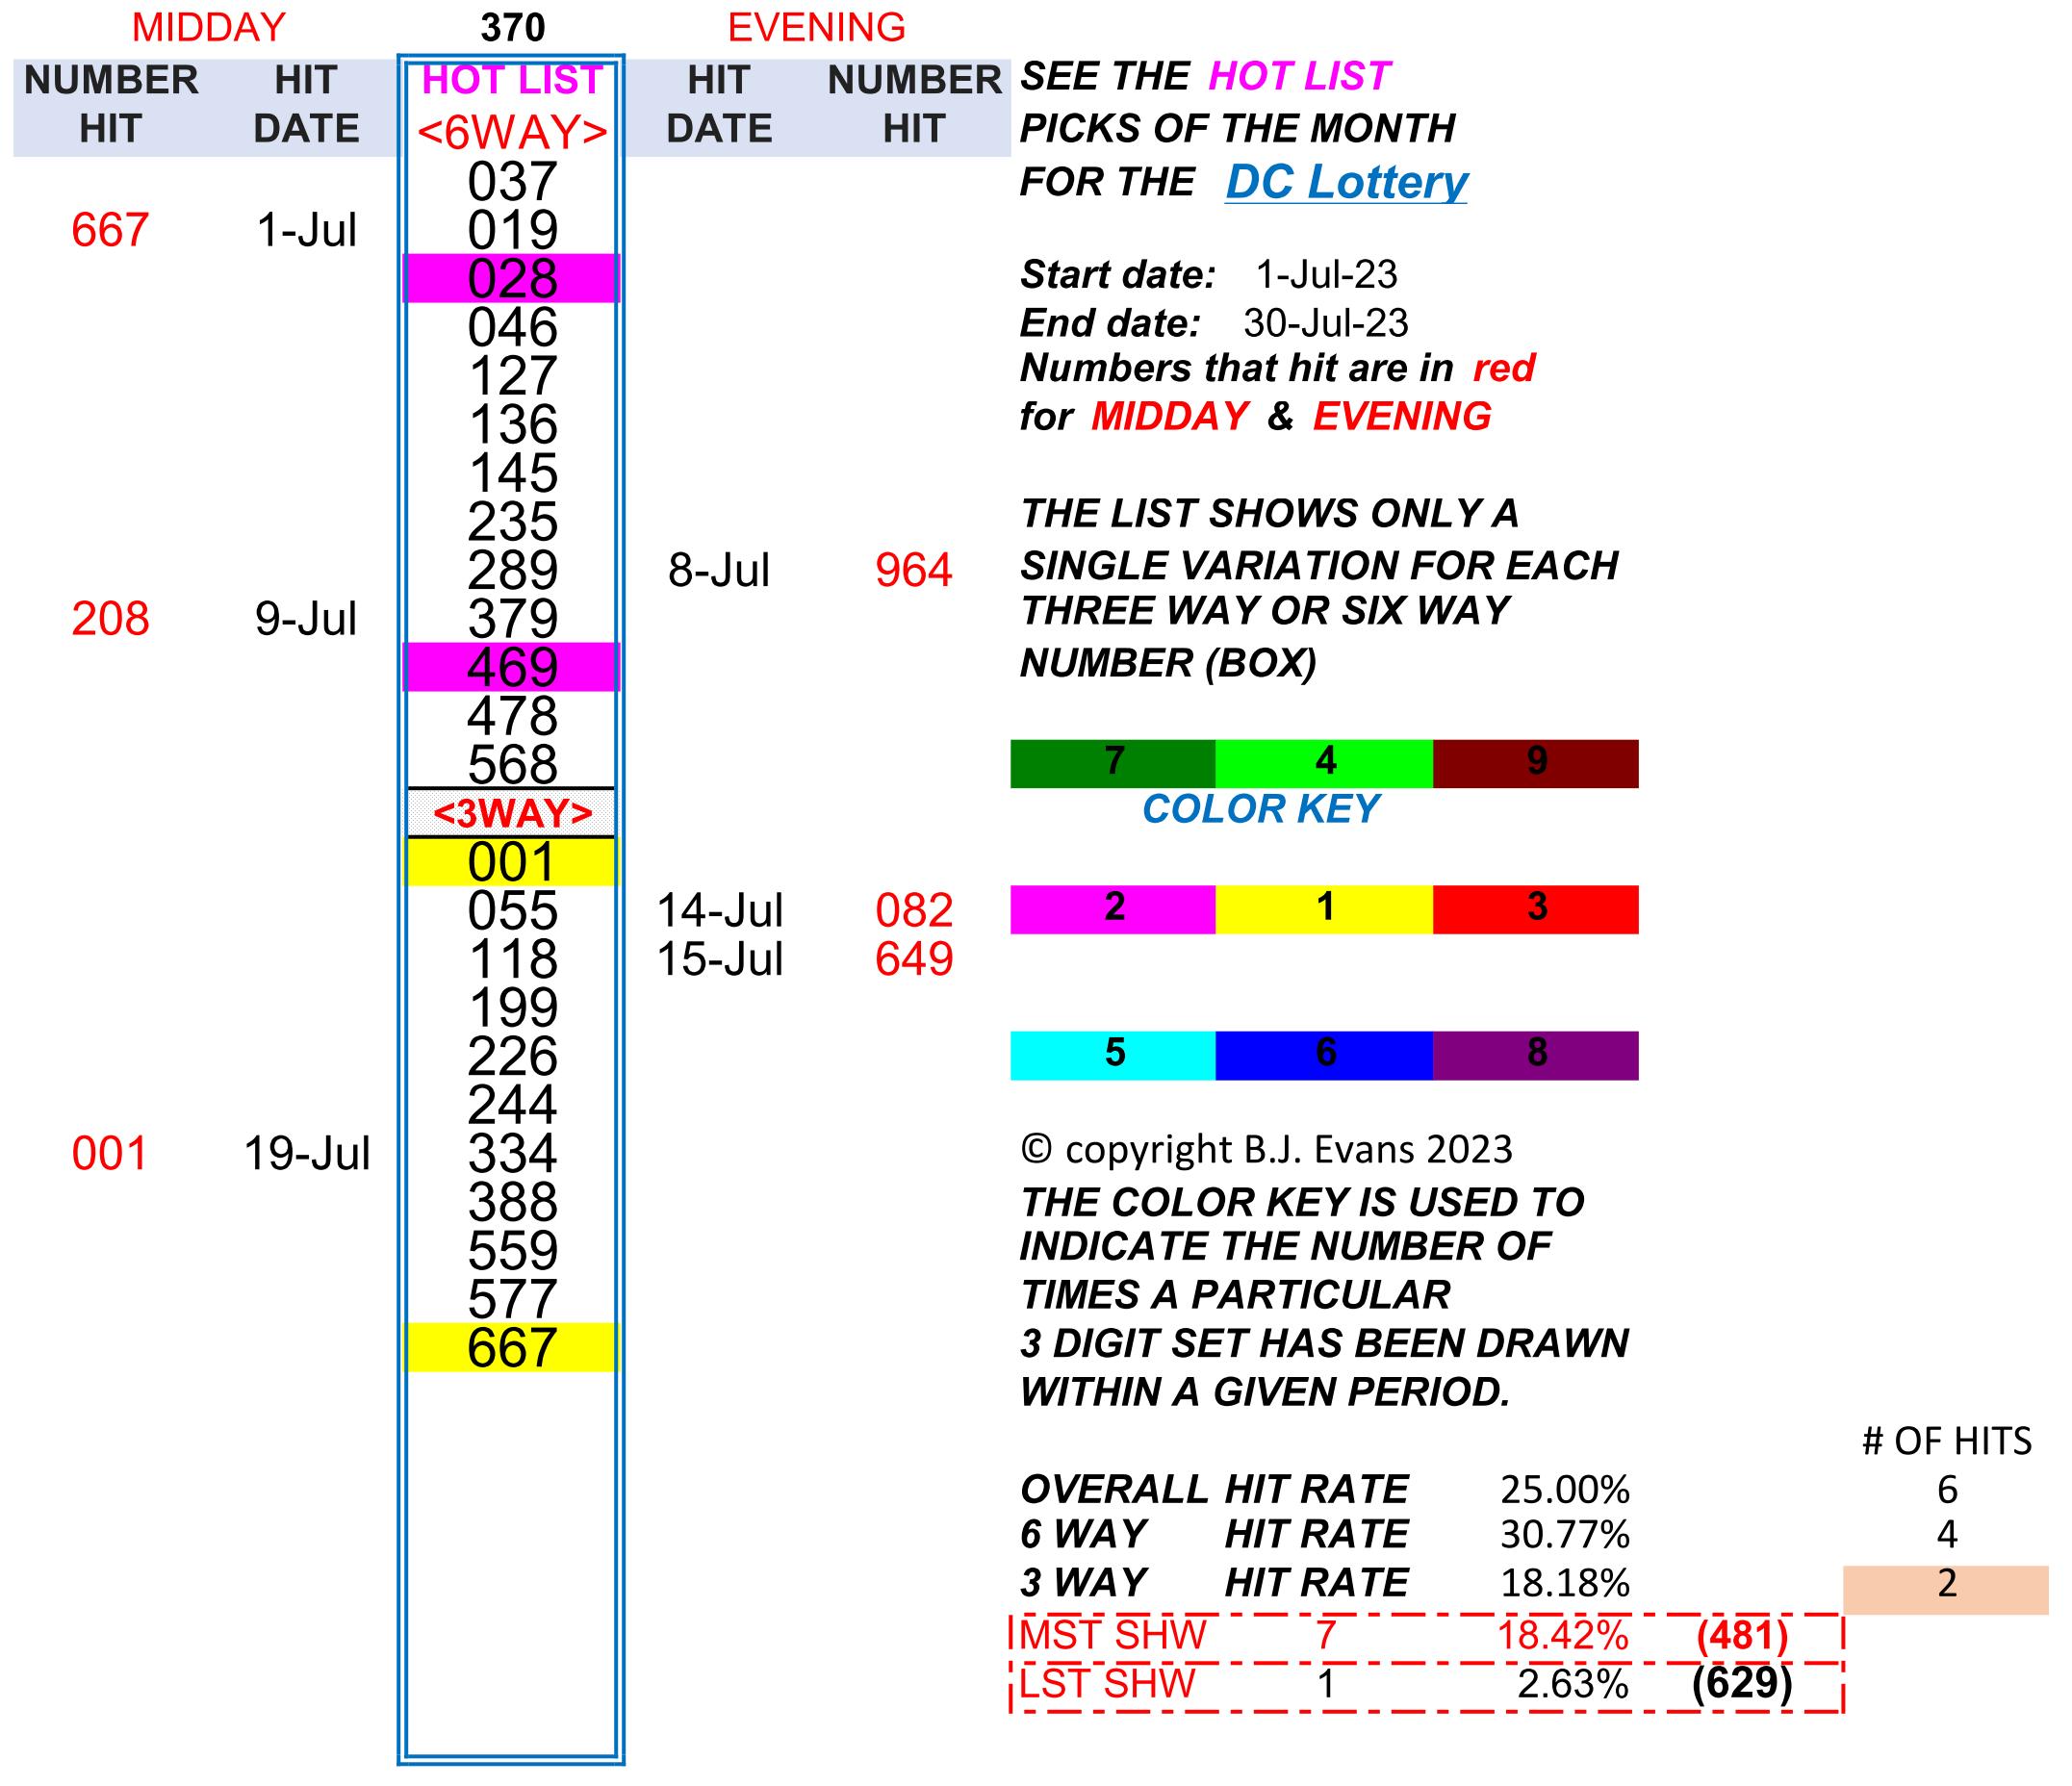 MIDDAY 370 EVENING
NUMBER HIT HOT LIST HIT NUMBER SEE THE HOT LIST
HIT DATE <6WAY> DATE HIT PICKS OF THE MONTH
037 FOR THE DC Lottery
667 1-Jul 019
028 Start date: 1-Jul-23
046 End date: 30-Jul-23
127 Numbers that hit are in red
136 for MIDDAY & EVENING
145
235 THE LIST SHOWS ONLY A
289 8-Jul 964 SINGLE VARIATION FOR EACH
208 9-Jul 379 THREE WAY OR SIX WAY
469 NUMBER (BOX)
478
568 7 4 9
<3WAY> COLOR KEY
001
055 14-Jul 082 2 1 3
118 15-Jul 649
199
226 5 6 8
244
001 19-Jul 334 © copyright B.J. Evans 2023
388 THE COLOR KEY IS USED TO
559 INDICATE THE NUMBER OF
577 TIMES A PARTICULAR
667 3 DIGIT SET HAS BEEN DRAWN
WITHIN A GIVEN PERIOD.
# OF HITS
OVERALL HIT RATE 25.00% 6
6 WAY HIT RATE 30.77% 4
3 WAY HIT RATE 18.18% 2
MST SHW 7 18.42% (481)
LST SHW 1 2.63% (629)